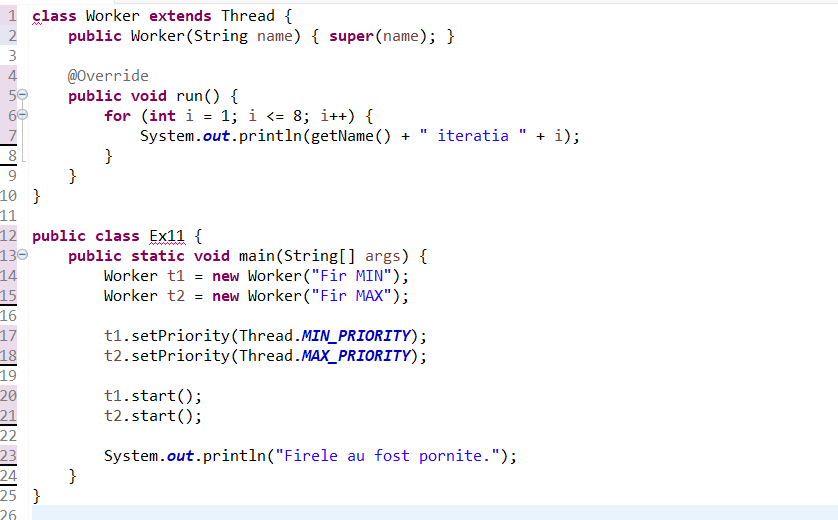 1 class Worker extends Thread {
2     public Worker(String name) { super(name); }
3
4     @Override
5     public void run() {
6         for (int i = 1; i <= 8; i++) {
7             System.out.println(getName() + " iteratia " + i);
8         }
9     }
10 }
11
12 public class Ex11 {
13     public static void main(String[] args) {
14         Worker t1 = new Worker("Fir MIN");
15         Worker t2 = new Worker("Fir MAX");
16
17         t1.setPriority(Thread.MIN_PRIORITY);
18         t2.setPriority(Thread.MAX_PRIORITY);
19
20         t1.start();
21         t2.start();
22
23         System.out.println("Firele au fost pornite.");
24     }
25 }
26